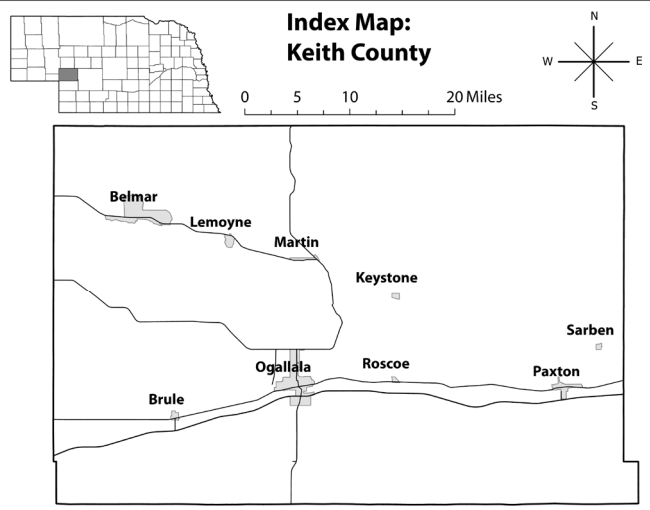 Index Map:
Keith County
N
W E
S
0 5 10 20 Miles
Belmar
Lemoyne
Martin
Keystone
Sarben
Ogallala
Roscoe
Paxton
Brule